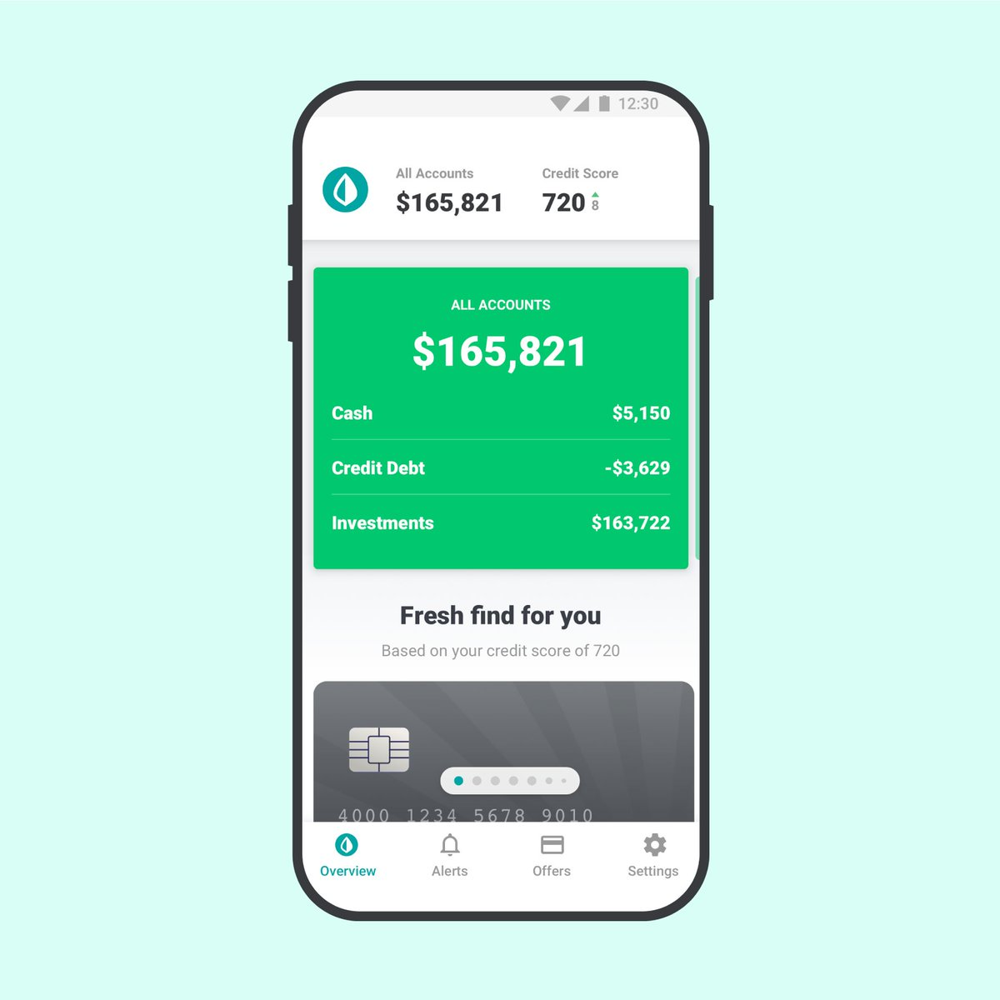 12:30
All Accounts Credit Score
$165,821 720 8
ALL ACCOUNTS
$165,821
Cash $5,150
Credit Debt -$3,629
Investments $163,722
Fresh find for you
Based on your credit score of 720
4000 1234 5678 9010
Overview Alerts Offers Settings